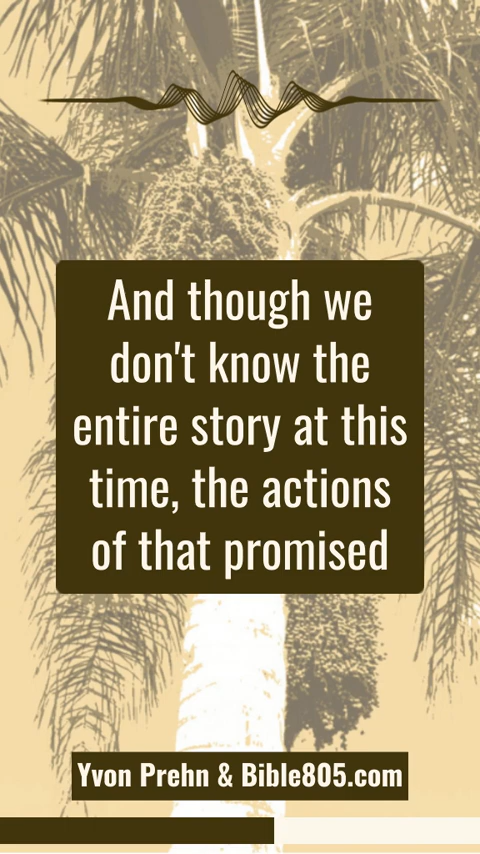 And though we
don't know the
entire story at this
time, the actions
of that promised
Yvon Prehn & Bible805.com